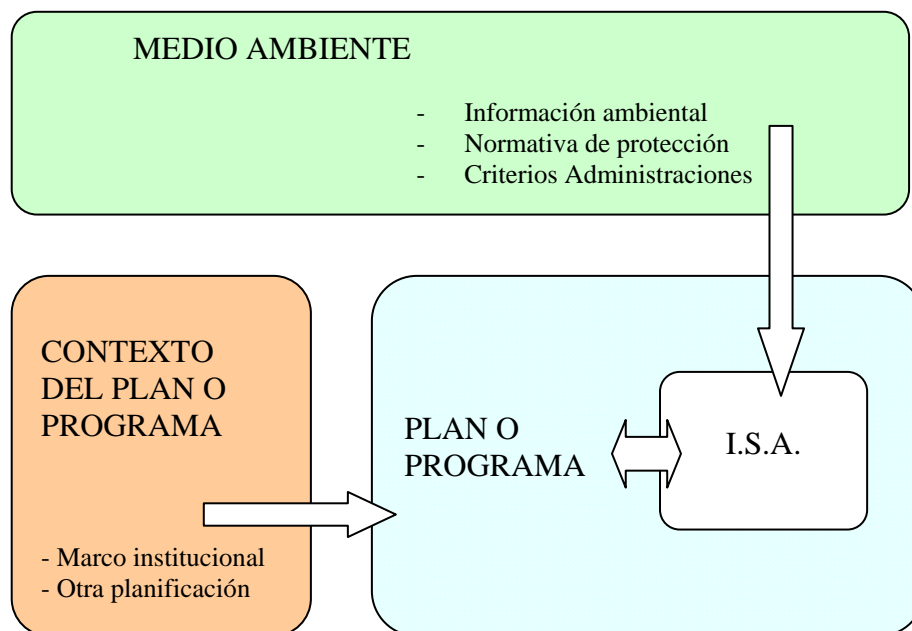 MEDIO AMBIENTE
- Información ambiental
- Normativa de protección
- Criterios Administraciones
CONTEXTO
DEL PLAN O
PROGRAMA
- Marco institucional
- Otra planificación
PLAN O
PROGRAMA
I.S.A.